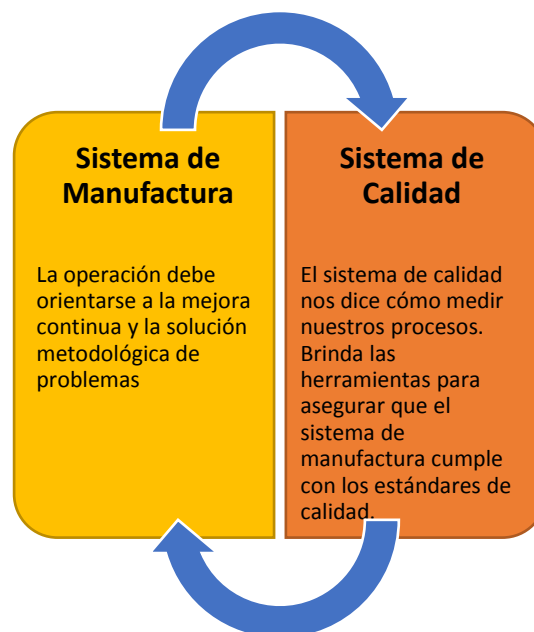 Sistema de
Manufactura
La operación debe
orientarse a la mejora
continua y la solución
metodológica de
problemas
Sistema de
Calidad
El sistema de calidad
nos dice cómo medir
nuestros procesos.
Brinda las
herramientas para
asegurar que el
sistema de
manufactura cumple
con los estándares de
calidad.